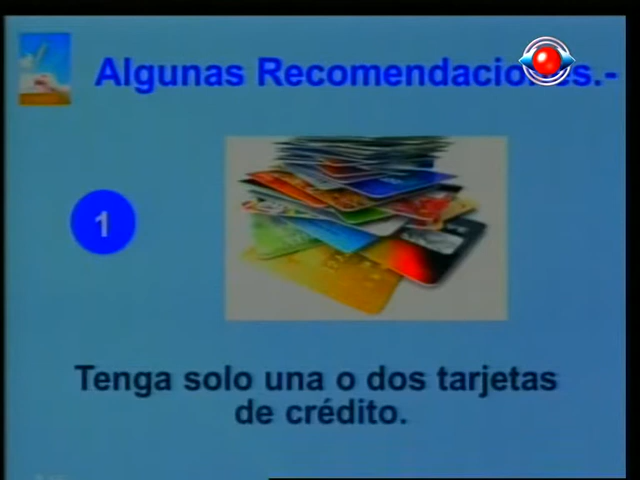 Algunas Recomendaciones.-
1
Tenga solo una o dos tarjetas
de crédito.